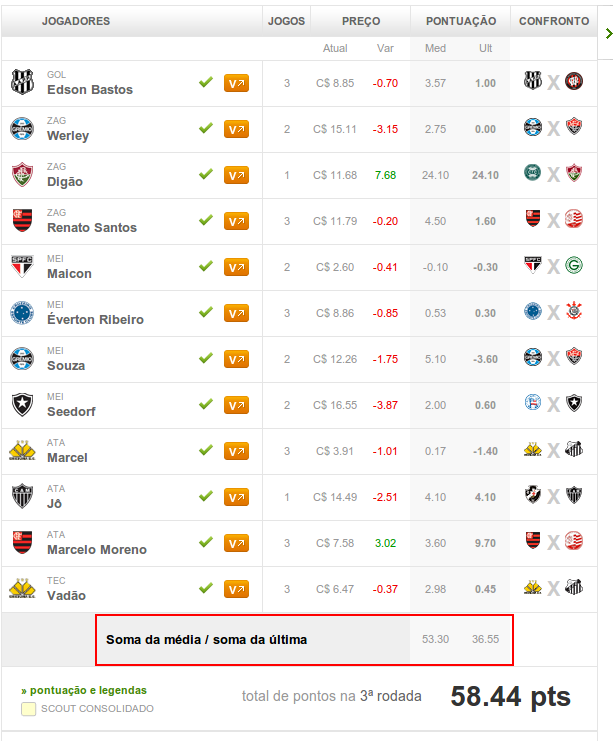 JOGADORES JOGOS PREÇO PONTUAÇÃO CONFRONTO
Atual Var Med Ult
GOL
Edson Bastos V 3 C$ 8.85 -0.70 3.57 1.00 X
ZAG
Werley V 2 C$ 15.11 -3.15 2.75 0.00 X
ZAG
Digão V 1 C$ 11.68 7.68 24.10 24.10 X
ZAG
Renato Santos V 3 C$ 11.79 -0.20 4.50 1.60 X
MEI
Maicon V 2 C$ 2.60 -0.41 -0.10 -0.30 X
MEI
Éverton Ribeiro V 3 C$ 8.86 -0.85 0.53 0.30 X
MEI
Souza V 2 C$ 12.26 -1.75 5.10 -3.60 X
MEI
Seedorf V 2 C$ 16.55 -3.87 2.00 0.60 X
ATA
Marcel V 3 C$ 3.91 -1.01 0.17 -1.40 X
ATA
Jô V 1 C$ 14.49 -2.51 4.10 4.10 X
ATA
Marcelo Moreno V 3 C$ 7.58 3.02 3.60 9.70 X
TEC
Vadão V 3 C$ 6.47 -0.37 2.98 0.45 X
Soma da média / soma da última 53.30 36.55
» pontuação e legendas
SCOUT CONSOLIDADO
total de pontos na 3ª rodada 58.44 pts